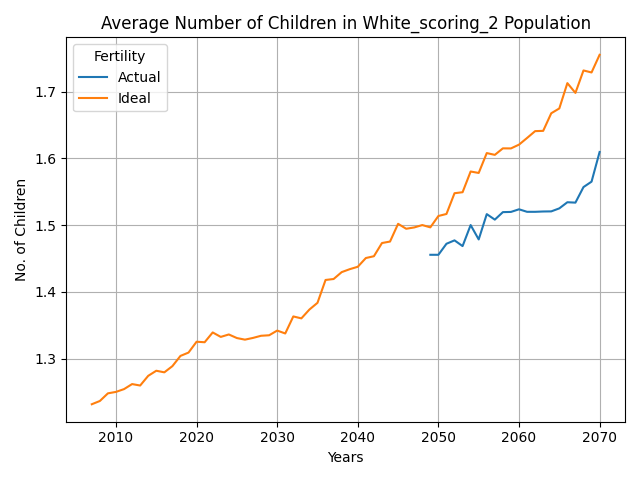 Average Number of Children in White_scoring_2 Population
Fertility
Actual
Ideal
No. of Children
1.7
1.6
1.5
1.4
1.3
2010 2020 2030 2040 2050 2060 2070
Years